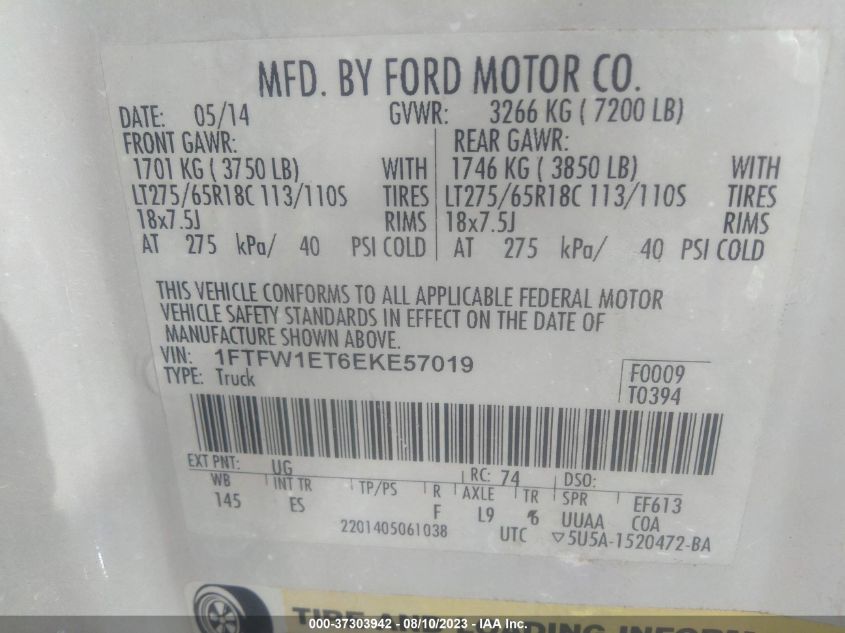 MFD. BY FORD MOTOR CO.
DATE: 05/14 GVWR: 3266 KG ( 7200 LB)
FRONT GAWR: REAR GAWR:
1701 KG ( 3750 LB) WITH 1746 KG ( 3850 LB) WITH
LT275/65R18C 113/110S TIRES LT275/65R18C 113/110S TIRES
18x7.5J RIMS 18x7.5J RIMS
AT 275 kPa/ 40 PSI COLD AT 275 kPa/ 40 PSI COLD
THIS VEHICLE CONFORMS TO ALL APPLICABLE FEDERAL MOTOR
VEHICLE SAFETY STANDARDS IN EFFECT ON THE DATE OF
MANUFACTURE SHOWN ABOVE.
VIN: 1FTFW1ET6EKE57019
TYPE: Truck
F0009
T0394
EXT PNT: UG RC: 74 DSO:
WB INT TR TP/PS R AXLE TR SPR EF613
145 ES F L9 6 UUAA COA
2201405061038 UTC ▽5U5A-1520472-BA
TIRE AND LOADING INFORM
000-37303942 - 08/10/2023 - IAA Inc.